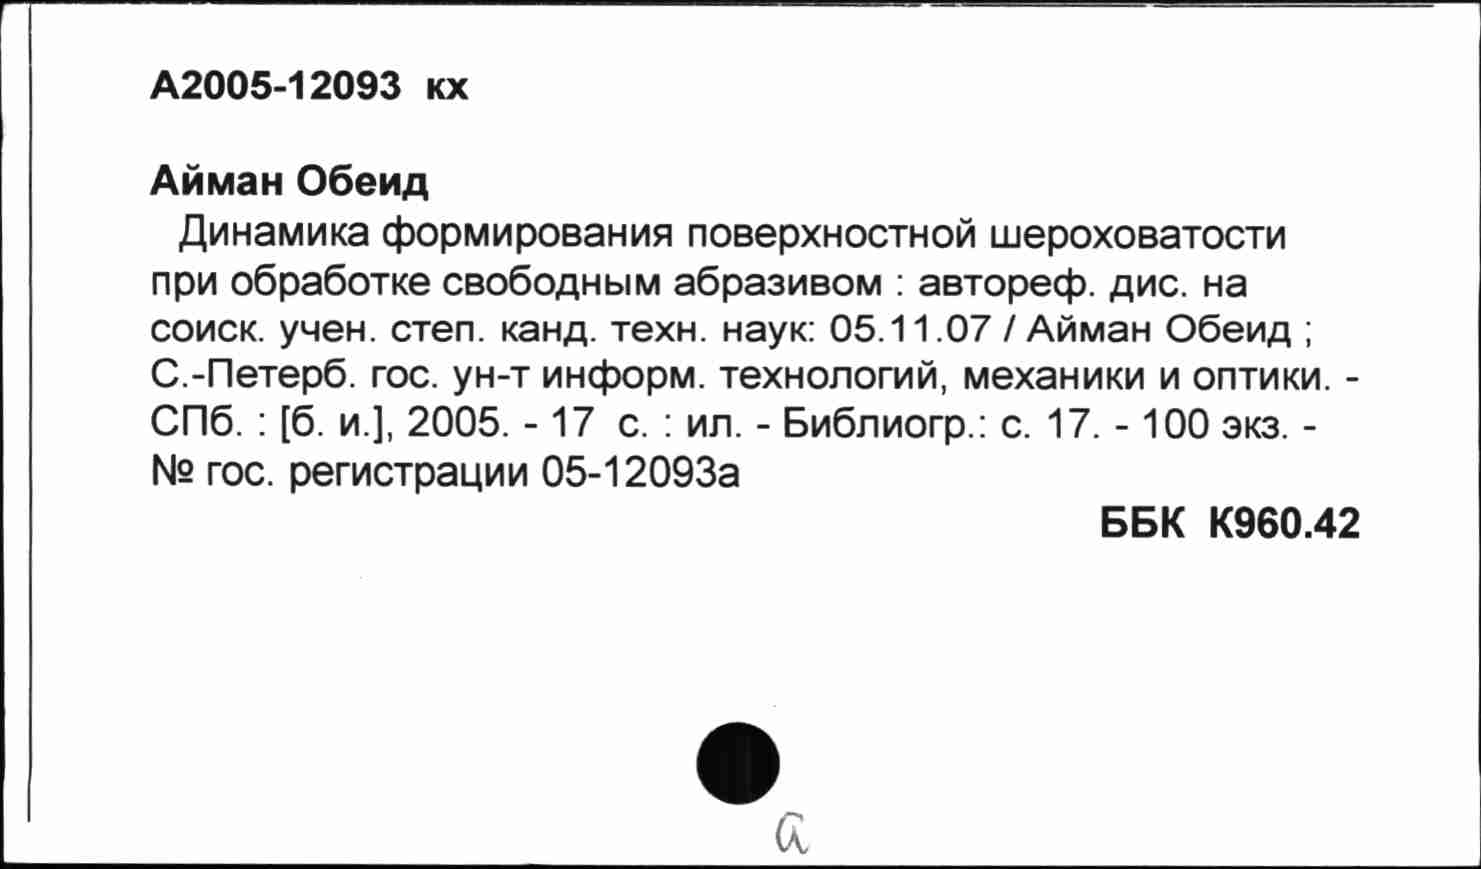 А2005-12093 кх
Айман Обеид
Динамика формирования поверхностной шероховатости
при обработке свободным абразивом : автореф. дис. на
соиск. учен. степ. канд. техн. наук: 05.11.07 / Айман Обеид ;
С.-Петерб. гос. ун-т информ. технологий, механики и оптики. -
СПб. : [б. и.], 2005. - 17 с. : ил. - Библиогр.: с. 17. - 100 экз. -
№ гос. регистрации 05-12093а
ББК К960.42
а